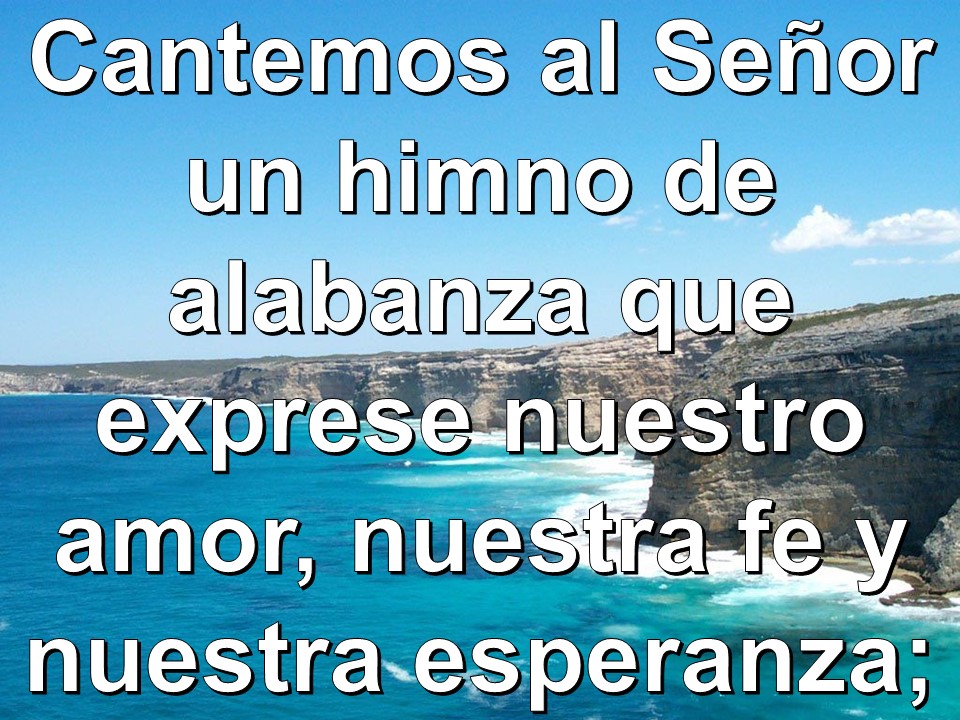 Cantemos al Señor
un himno de
alabanza que
exprese nuestro
amor, nuestra fe y
nuestra esperanza;